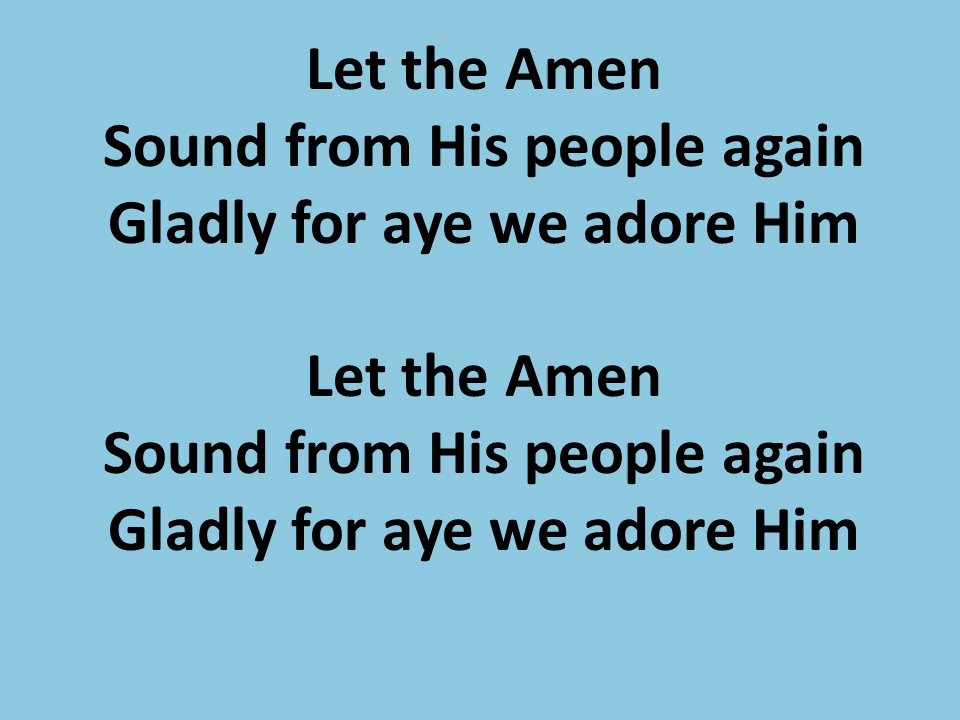 Let the Amen
Sound from His people again
Gladly for aye we adore Him
Let the Amen
Sound from His people again
Gladly for aye we adore Him